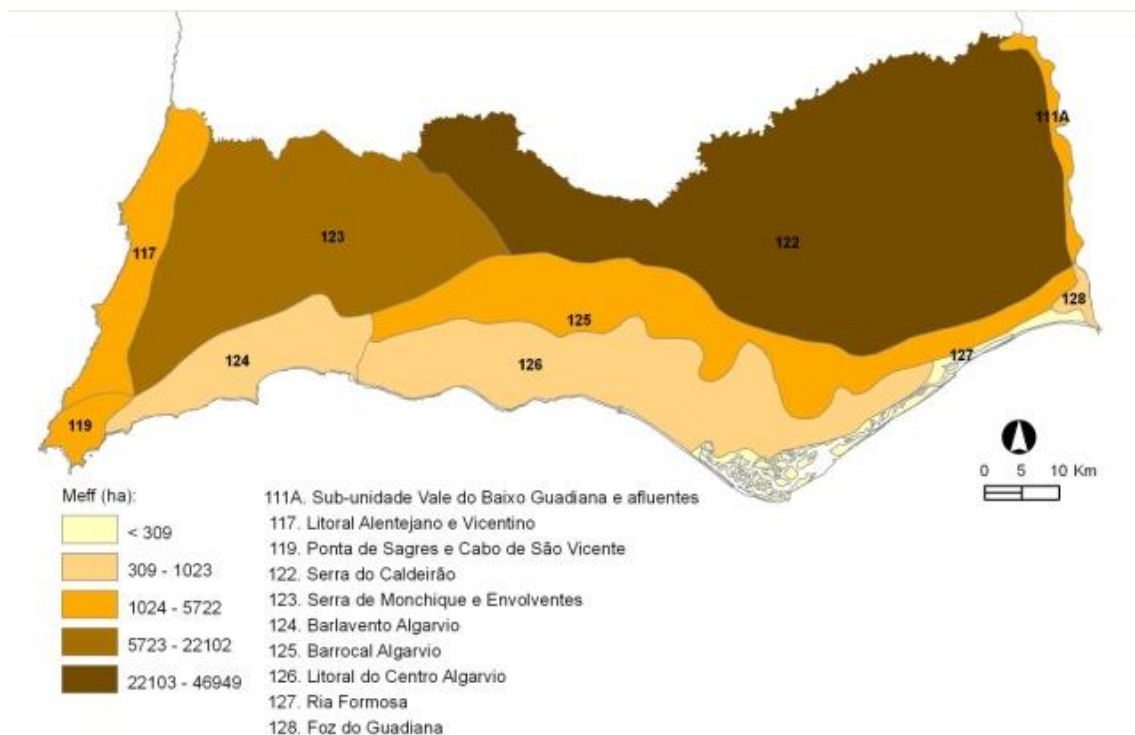 111A
123
117
122
128
125
127
124
126
119
0 5 10 Km
Meff (ha):
< 309
309 - 1023
1024 - 5722
5723 - 22102
22103 - 46949
111A. Sub-unidade Vale do Baixo Guadiana e afluentes
117. Litoral Alentejano e Vicentino
119. Ponta de Sagres e Cabo de São Vicente
122. Serra do Caldeirão
123. Serra de Monchique e Envolventes
124. Barlavento Algarvio
125. Barrocal Algarvio
126. Litoral do Centro Algarvio
127. Ria Formosa
128. Foz do Guadiana